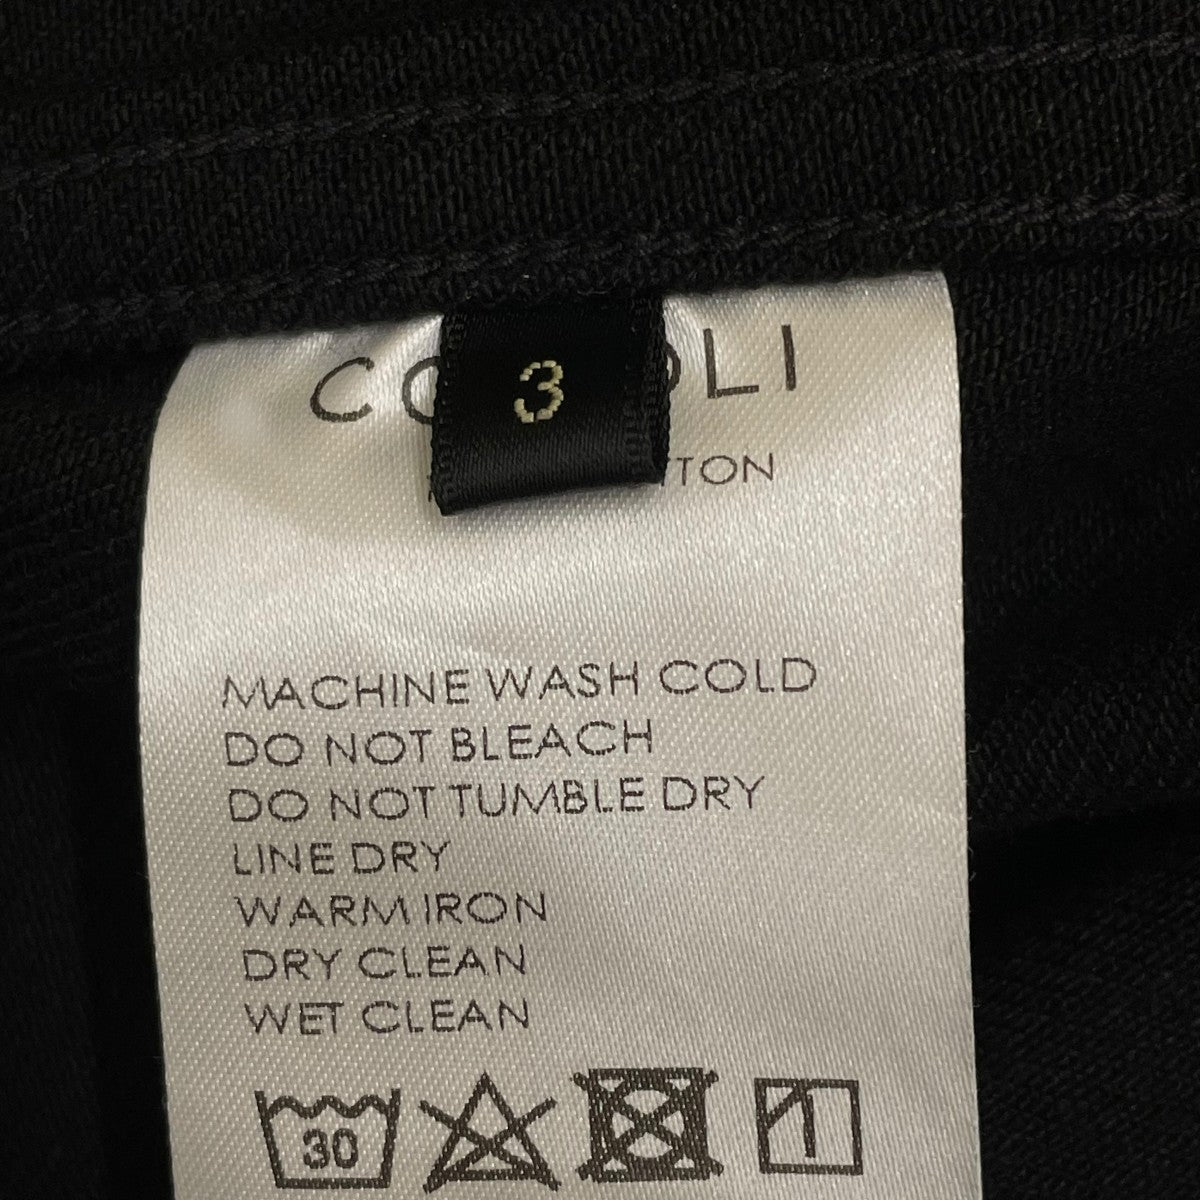 3
MACHINE WASH COLD
DO NOT BLEACH
DO NOT TUMBLE DRY
LINE DRY
WARM IRON
DRY CLEAN
WET CLEAN
30